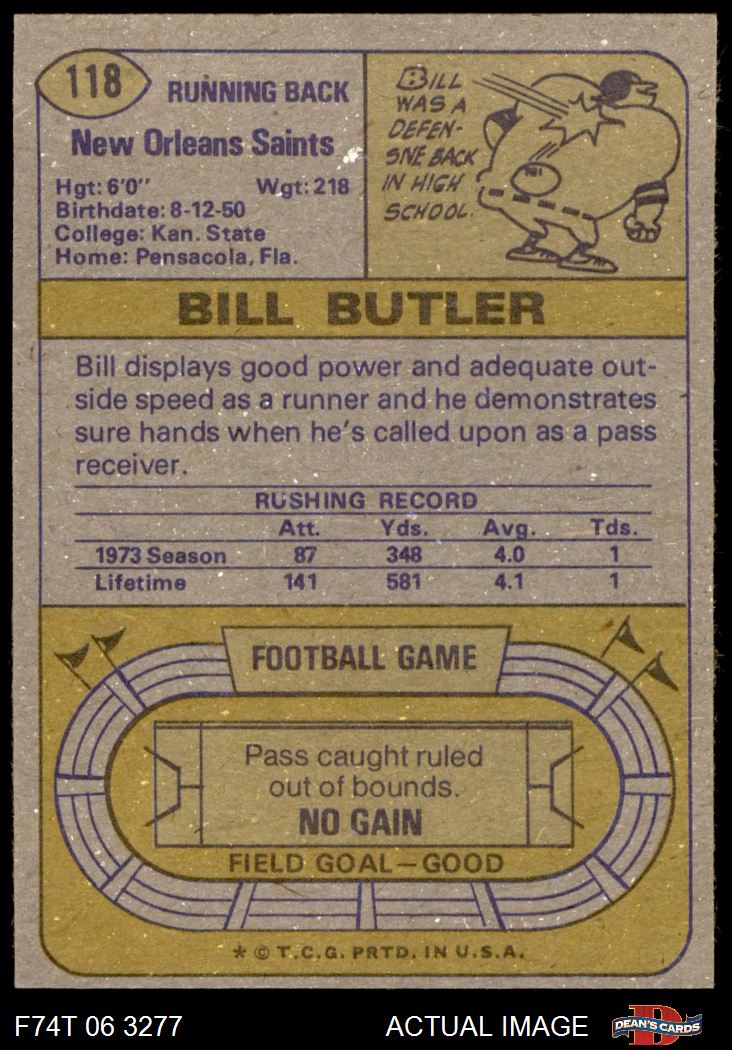 118
RUNNING BACK
New Orleans Saints
Hgt: 6'0" Wgt: 218
Birthdate: 8-12-50
College: Kan. State
Home: Pensacola, Fla.
BILL
WAS A
DEFEN-
SIVE BACK
IN HIGH
SCHOOL.
BILL BUTLER
Bill displays good power and adequate out-
side speed as a runner and he demonstrates
sure hands when he's called upon as a pass
receiver.
RUSHING RECORD
Att. Yds. Avg. Tds.
1973 Season 87 348 4.0 1
Lifetime 141 581 4.1 1
FOOTBALL GAME
Pass caught ruled
out of bounds.
NO GAIN
FIELD GOAL—GOOD
* © T.C.G. PRTD. IN U.S.A.
F74T 06 3277 ACTUAL IMAGE DEAN'S CARDS